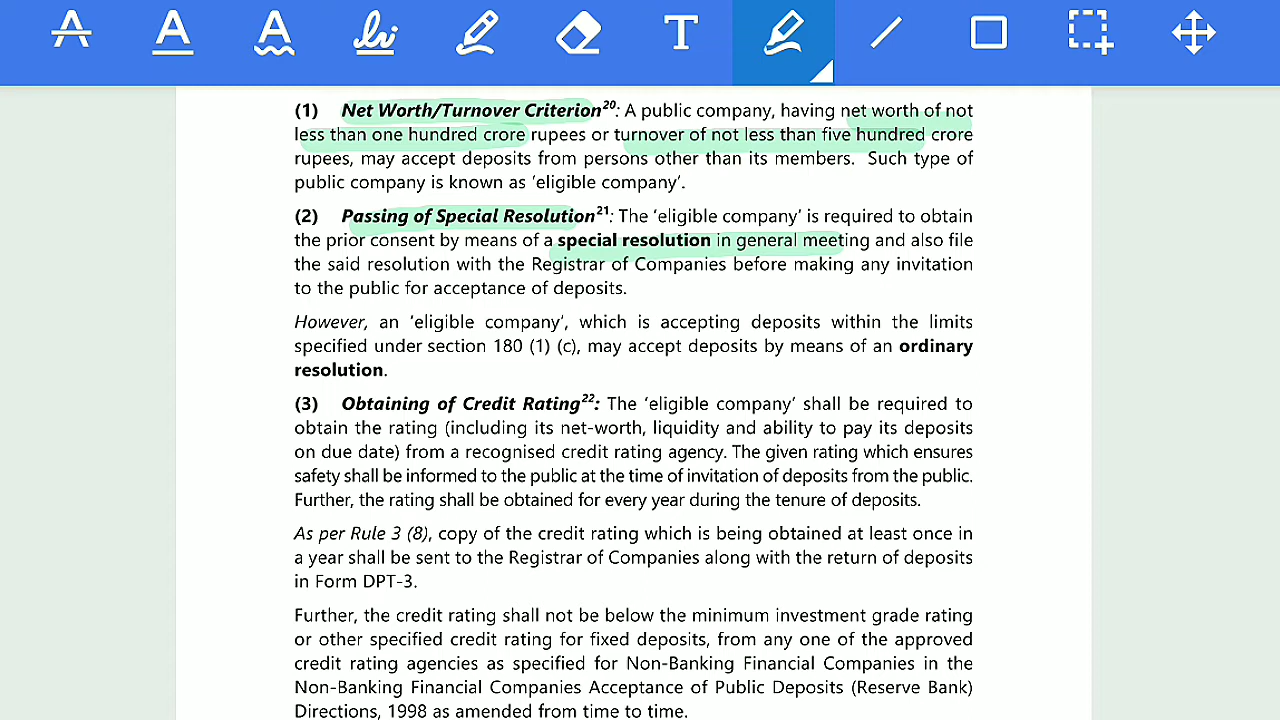 (1) Net Worth/Turnover Criterion20: A public company, having net worth of not
less than one hundred crore rupees or turnover of not less than five hundred crore
rupees, may accept deposits from persons other than its members. Such type of
public company is known as ‘eligible company’.
(2) Passing of Special Resolution21: The ‘eligible company’ is required to obtain
the prior consent by means of a special resolution in general meeting and also file
the said resolution with the Registrar of Companies before making any invitation
to the public for acceptance of deposits.
However, an ‘eligible company’, which is accepting deposits within the limits
specified under section 180 (1) (c), may accept deposits by means of an ordinary
resolution.
(3) Obtaining of Credit Rating22: The ‘eligible company’ shall be required to
obtain the rating (including its net-worth, liquidity and ability to pay its deposits
on due date) from a recognised credit rating agency. The given rating which ensures
safety shall be informed to the public at the time of invitation of deposits from the public.
Further, the rating shall be obtained for every year during the tenure of deposits.
As per Rule 3 (8), copy of the credit rating which is being obtained at least once in
a year shall be sent to the Registrar of Companies along with the return of deposits
in Form DPT-3.
Further, the credit rating shall not be below the minimum investment grade rating
or other specified credit rating for fixed deposits, from any one of the approved
credit rating agencies as specified for Non-Banking Financial Companies in the
Non-Banking Financial Companies Acceptance of Public Deposits (Reserve Bank)
Directions, 1998 as amended from time to time.